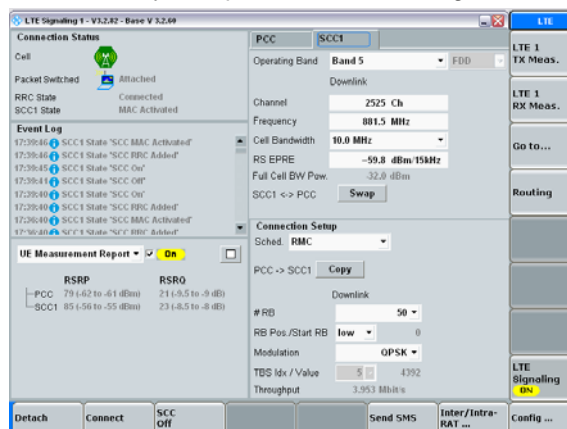 LTE Signaling 1 - V3.2.82 - Base V 3.2.60
LTE
Connection Status
Cell
Packet Switched Attached
RRC State Connected
SCC1 State MAC Activated
Event Log
17:39:46 SCC1 State 'SCC MAC Activated'
17:39:46 SCC1 State 'SCC RRC Added'
17:39:45 SCC1 State 'SCC On'
17:39:41 SCC1 State 'SCC Off'
17:39:40 SCC1 State 'SCC On'
17:39:40 SCC1 State 'SCC RRC Added'
17:36:40 SCC1 State 'SCC MAC Activated'
17:36:40 SCC1 State 'SCC RRC Added'
UE Measurement Report On
RSRP RSRQ
PCC 79 (-62 to -61 dBm) 21 (-9.5 to -9 dB)
SCC1 85 (-56 to -55 dBm) 23 (-8.5 to -8 dB)
PCC SCC1
Operating Band Band 5 FDD
Downlink
Channel 2525 Ch
Frequency 881.5 MHz
Cell Bandwidth 10.0 MHz
RS EPRE -59.8 dBm/15kHz
Full Cell BW Pow. -32.0 dBm
SCC1 <-> PCC Swap
Connection Setup
Sched. RMC
PCC -> SCC1 Copy
Downlink
# RB 50
RB Pos./Start RB low 0
Modulation QPSK
TBS Idx / Value 5 4392
Throughput 3.953 Mbit/s
LTE 1
TX Meas.
LTE 1
RX Meas.
Go to...
Routing
LTE
Signaling
ON
Detach
Connect
SCC
Off
Send SMS
Inter/Intra-
RAT ...
Config ...